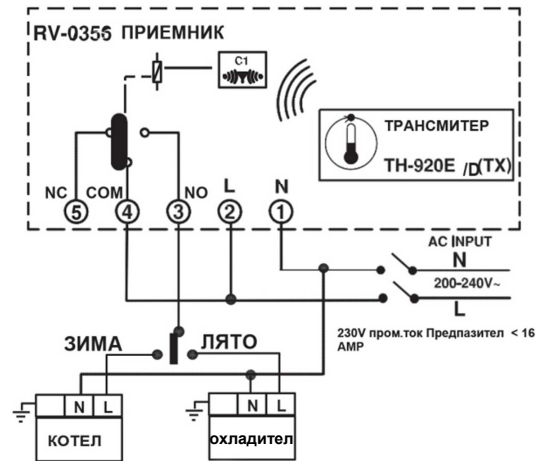 RV-0356 ПРИЕМНИК
C1
ТРАНСМИТЕР
TH-920E /D(TX)
NC COM NO L N
5 4 3 2 1
AC INPUT
N
200-240V~
L
230V пром.ток Предпазител < 16
AMP
ЗИМА ЛЯТО
N L N L
КОТЕЛ охладител